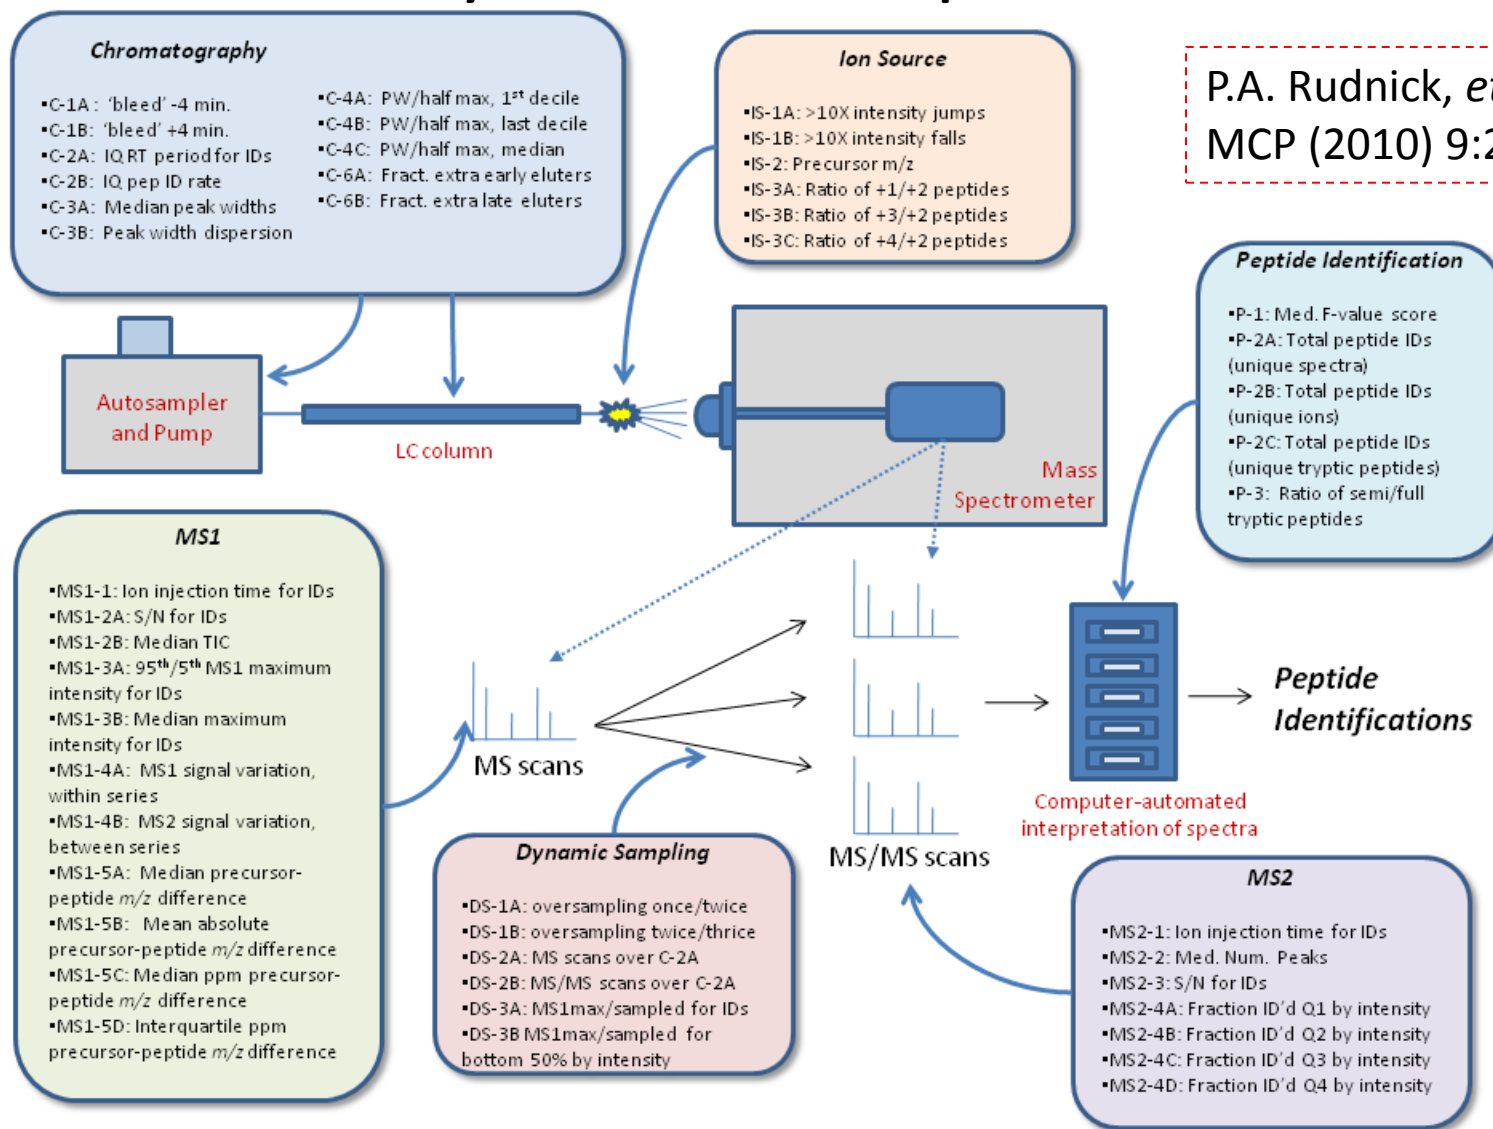 Chromatography
▪C-1A : ‘bleed’ -4 min.
▪C-1B: ‘bleed’ +4 min.
▪C-2A: IQ RT period for IDs
▪C-2B: IQ pep ID rate
▪C-3A: Median peak widths
▪C-3B: Peak width dispersion
▪C-4A: PW/half max, 1st decile
▪C-4B: PW/half max, last decile
▪C-4C: PW/half max, median
▪C-6A: Fract. extra early eluters
▪C-6B: Fract. extra late eluters
Ion Source
▪IS-1A: >10X intensity jumps
▪IS-1B: >10X intensity falls
▪IS-2: Precursor m/z
▪IS-3A: Ratio of +1/+2 peptides
▪IS-3B: Ratio of +3/+2 peptides
▪IS-3C: Ratio of +4/+2 peptides
P.A. Rudnick, et
MCP (2010) 9:2
Peptide Identification
▪P-1: Med. F-value score
▪P-2A: Total peptide IDs
(unique spectra)
▪P-2B: Total peptide IDs
(unique ions)
▪P-2C: Total peptide IDs
(unique tryptic peptides)
▪P-3: Ratio of semi/full
tryptic peptides
Autosampler
and Pump
LC column
Mass
Spectrometer
MS1
▪MS1-1: Ion injection time for IDs
▪MS1-2A: S/N for IDs
▪MS1-2B: Median TIC
▪MS1-3A: 95th/5th MS1 maximum
intensity for IDs
▪MS1-3B: Median maximum
intensity for IDs
▪MS1-4A: MS1 signal variation,
within series
▪MS1-4B: MS2 signal variation,
between series
▪MS1-5A: Median precursor-
peptide m/z difference
▪MS1-5B: Mean absolute
precursor-peptide m/z difference
▪MS1-5C: Median ppm precursor-
peptide m/z difference
▪MS1-5D: Interquartile ppm
precursor-peptide m/z difference
MS scans
MS/MS scans
Computer-automated
interpretation of spectra
Peptide
Identifications
Dynamic Sampling
▪DS-1A: oversampling once/twice
▪DS-1B: oversampling twice/thrice
▪DS-2A: MS scans over C-2A
▪DS-2B: MS/MS scans over C-2A
▪DS-3A: MS1max/sampled for IDs
▪DS-3B MS1max/sampled for
bottom 50% by intensity
MS2
▪MS2-1: Ion injection time for IDs
▪MS2-2: Med. Num. Peaks
▪MS2-3: S/N for IDs
▪MS2-4A: Fraction ID’d Q1 by intensity
▪MS2-4B: Fraction ID’d Q2 by intensity
▪MS2-4C: Fraction ID’d Q3 by intensity
▪MS2-4D: Fraction ID’d Q4 by intensity